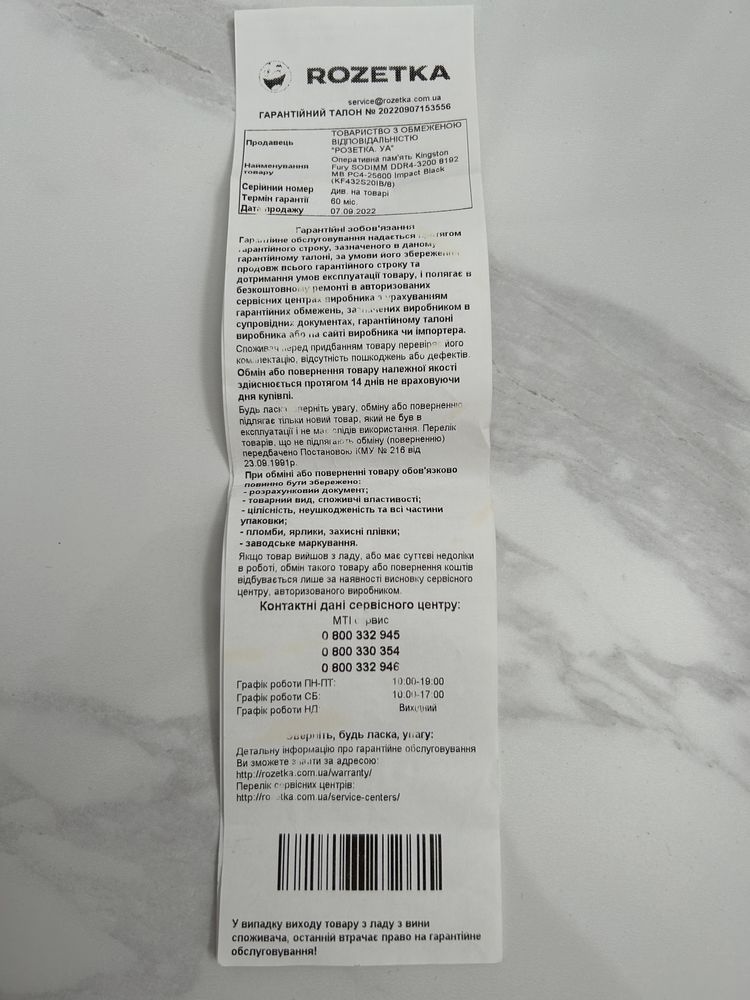 ROZETKA
service@rozetka.com.ua
ГАРАНТІЙНИЙ ТАЛОН № 20220907153556
Продавець
ТОВАРИСТВО З ОБМЕЖЕНОЮ
ВІДПОВІДАЛЬНІСТЮ
"РОЗЕТКА. УА"
Найменування
товару
Оперативна пам'ять Kingston
Fury SODIMM DDR4-3200 8192
MB PC4-25600 Impact Black
(KF432S20IB/8)
Серійний номер див. на товарі
Термін гарантії 60 міс.
Дата продажу 07.09.2022
Гарантійні зобов'язання
Гарантійне обслуговування надається протягом
гарантійного строку, зазначеного в даному
гарантійному талоні, за умови його збереження
продовж всього гарантійного строку та
дотримання умов експлуатації товару, і полягає в
безкоштовному ремонті в авторизованих
сервісних центрах виробника з урахуванням
гарантійних обмежень, зазначених виробником в
супровідних документах, гарантійному талоні
виробника або на сайті виробника чи імпортера.
Споживач перед придбанням товару перевіряє його
комплектацію, відсутність пошкоджень або дефектів.
Обмін або повернення товару належної якості
здійснюється протягом 14 днів не враховуючи
дня купівлі.
Будь ласка зверніть увагу, обміну або поверненню
підлягає тільки новий товар, який не був в
експлуатації і не має слідів використання. Перелік
товарів, що не підлягають обміну (поверненню)
передбачено Постановою КМУ № 216 від
23.09.1991р.
При обміні або поверненні товару обов'язково
повинно бути збережено:
- розрахунковий документ;
- товарний вид, споживчі властивості;
- цілісність, неушкодженість та всі частини
упаковки;
- пломби, ярлики, захисні плівки;
- заводське маркування.
Якщо товар вийшов з ладу, або має суттєві недоліки
в роботі, обмін такого товару або повернення коштів
відбувається лише за наявності висновку сервісного
центру, авторизованого виробником.
Контактні дані сервісного центру:
МТІ сервис
0 800 332 945
0 800 330 354
0 800 332 946
Графік роботи ПН-ПТ: 10:00-19:00
Графік роботи СБ: 10:00-17:00
Графік роботи НД: Вихідний
Зверніть, будь ласка, увагу:
Детальну інформацію про гарантійне обслуговування
Ви зможете знайти за адресою:
http://rozetka.com.ua/warranty/
Перелік сервісних центрів:
http://rozetka.com.ua/service-centers/
У випадку виходу товару з ладу з вини
споживача, останній втрачає право на гарантійне
обслуговування!